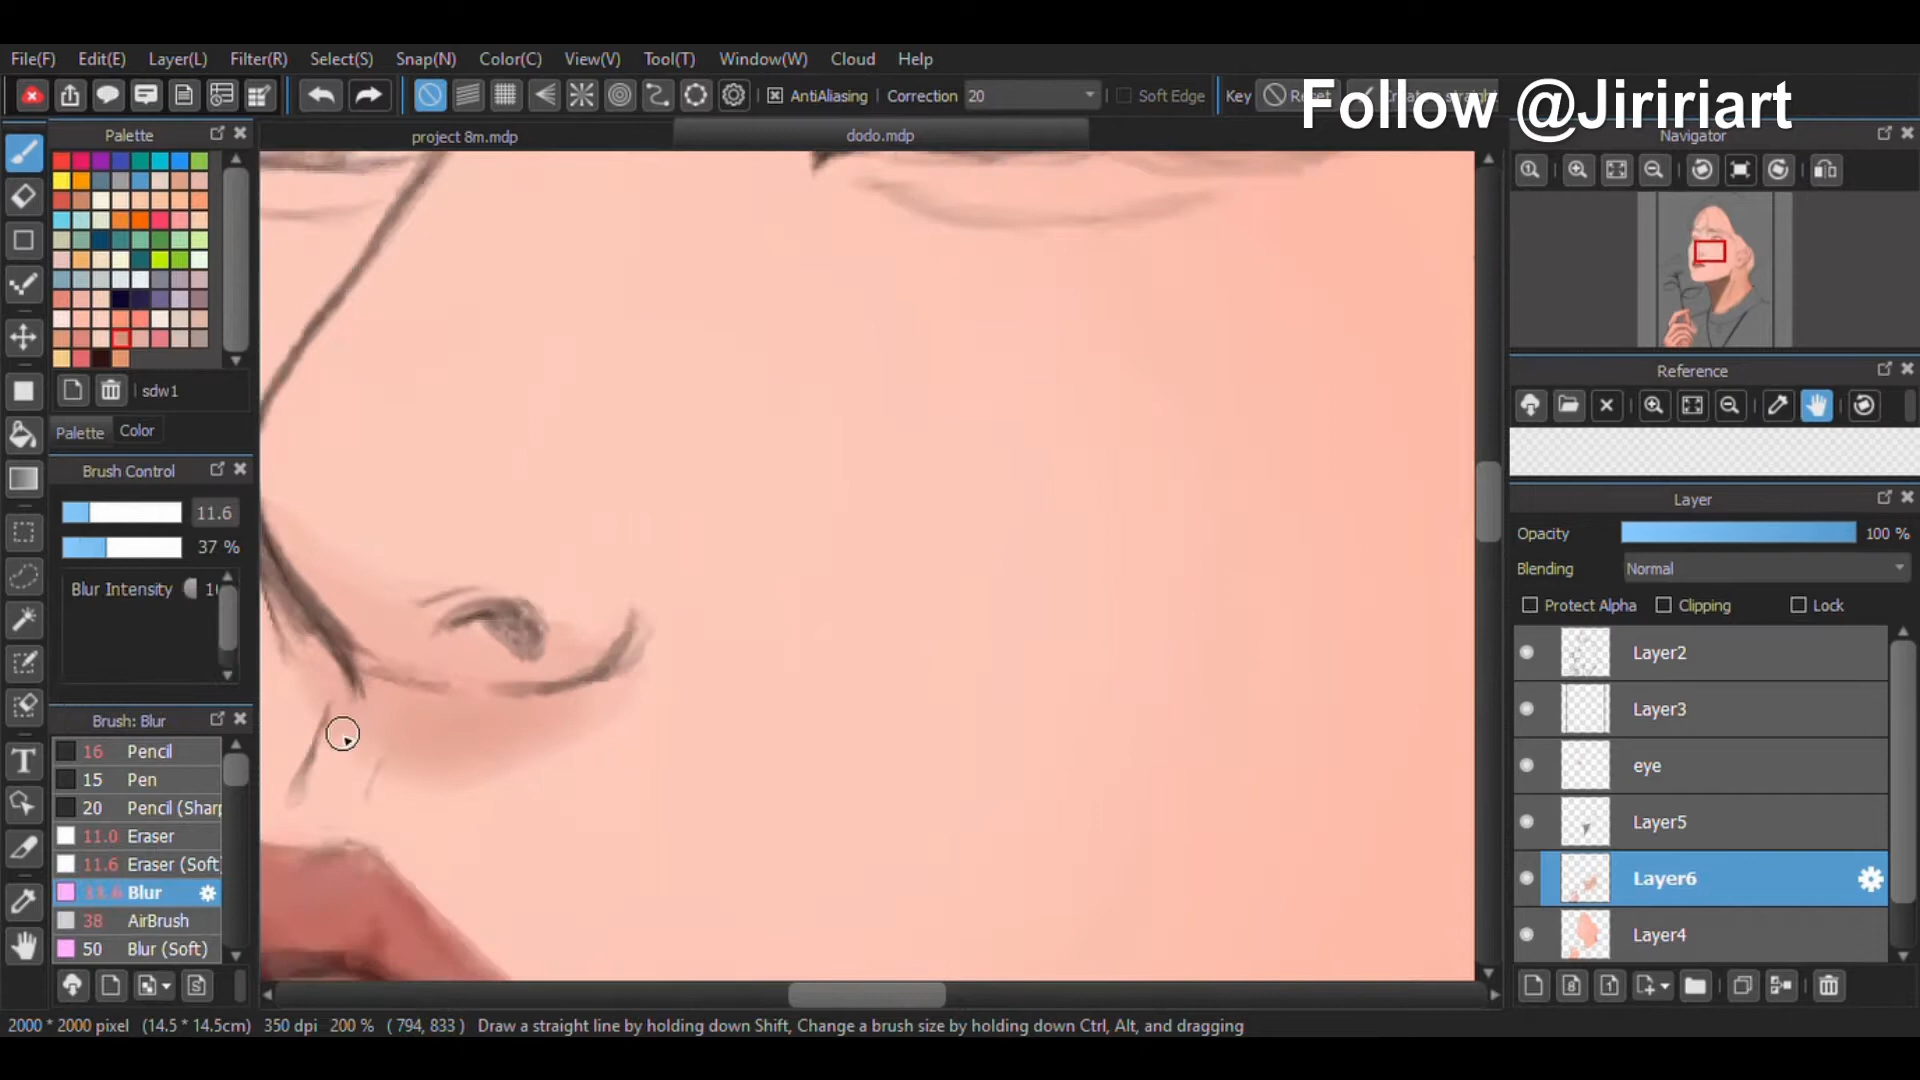 File(F) Edit(E) Layer(L) Filter(R) Select(S) Snap(N) Color(C) View(V) Tool(T) Window(W) Cloud Help
AntiAliasing Correction 20 Soft Edge Key Reset
Follow @Jiririart
Palette
project 8m.mdp
dodo.mdp
Navigator
sdw1
Palette Color
Brush Control
11.6
37 %
Blur Intensity
Brush: Blur
16 Pencil
15 Pen
20 Pencil (Shar
11.0 Eraser
11.6 Eraser (Soft
Blur
38 AirBrush
50 Blur (Soft)
Reference
Layer
Opacity 100 %
Blending Normal
Protect Alpha Clipping Lock
Layer2
Layer3
eye
Layer5
Layer6
Layer4
2000 * 2000 pixel (14.5 * 14.5cm) 350 dpi 200 % ( 794, 833 ) Draw a straight line by holding down Shift, Change a brush size by holding down Ctrl, Alt, and dragging